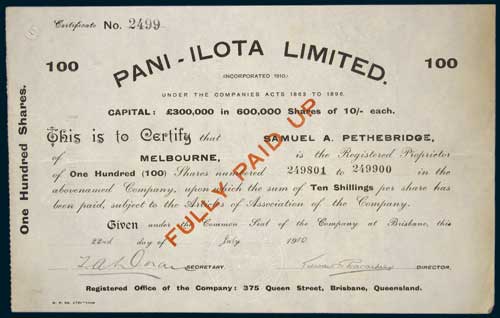 Certificate No. 2499
100 PANI-ILOTA LIMITED. 100
(INCORPORATED 1910)
UNDER THE COMPANIES ACTS 1863 TO 1896.
CAPITAL: £300,000 in 600,000 Shares of 10/- each.
This is to Certify that SAMUEL A. PETHEBRIDGE,
of MELBOURNE, is the Registered Proprietor
of One Hundred (100) Shares numbered 249801 to 249900 in the
abovenamed Company, upon which the sum of Ten Shillings per share has
been paid, subject to the Articles of Association of the Company.
Given under the Common Seal of the Company at Brisbane, this
22nd day of July 1910
SECRETARY. DIRECTOR.
Registered Office of the Company: 375 Queen Street, Brisbane, Queensland.
One Hundred Shares.
FULLY PAID UP